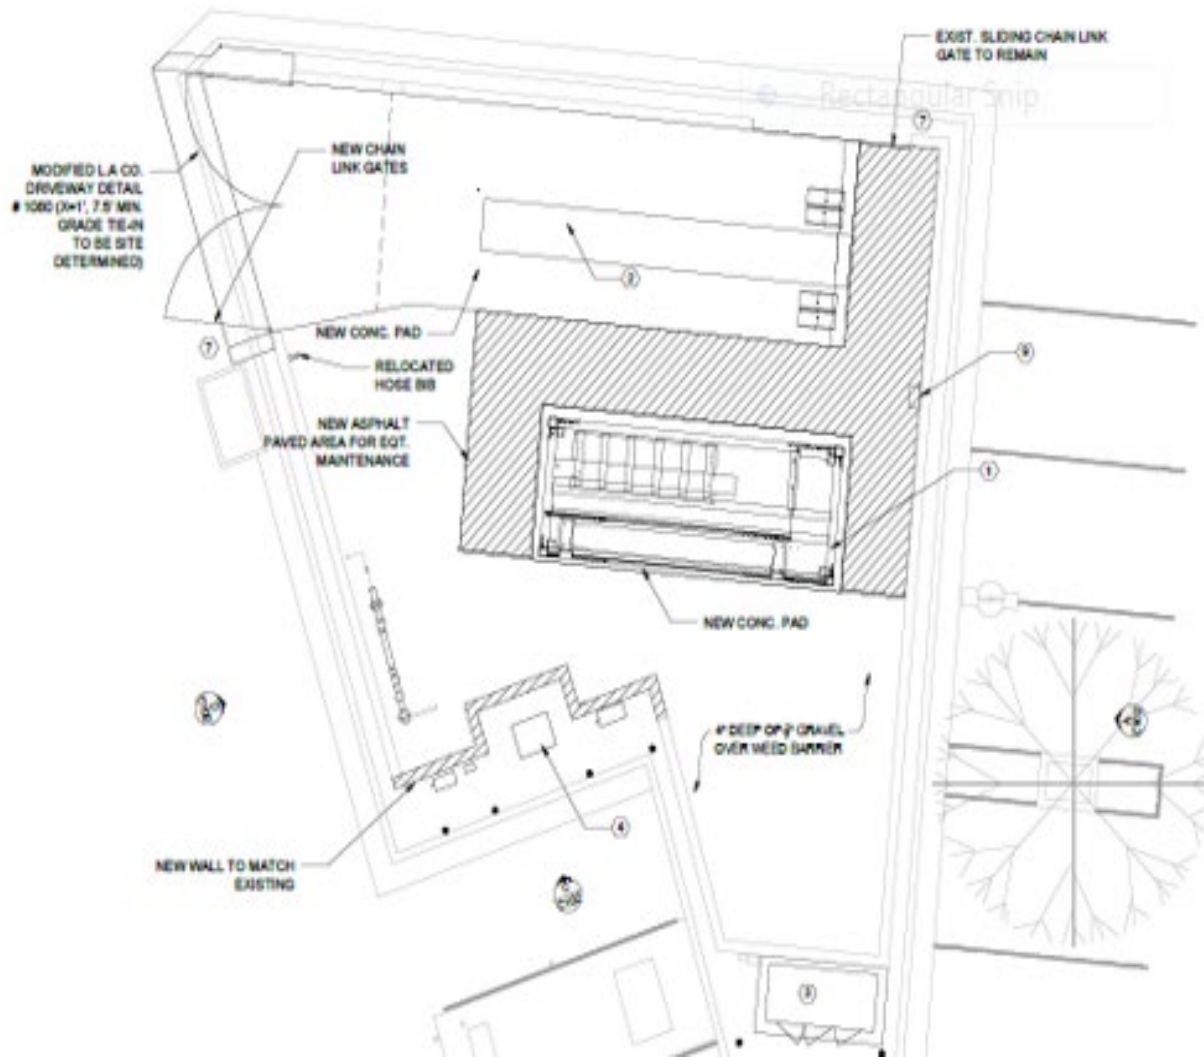 EXIST. SLIDING CHAIN LINK
GATE TO REMAIN
Rectangular Snip
7
NEW CHAIN
LINK GATES
MODIFIED L.A CO.
DRIVEWAY DETAIL
# 1060 (X=1', 7.5' MIN.
GRADE TIE-IN
TO BE SITE
DETERMINED)
2
NEW CONC. PAD
7
RELOCATED
HOSE BIB
9
NEW ASPHALT
PAVED AREA FOR EQT.
MAINTENANCE
1
NEW CONC. PAD
4" DEEP OF GRAVEL
OVER WEED BARRIER
4
NEW WALL TO MATCH
EXISTING
3